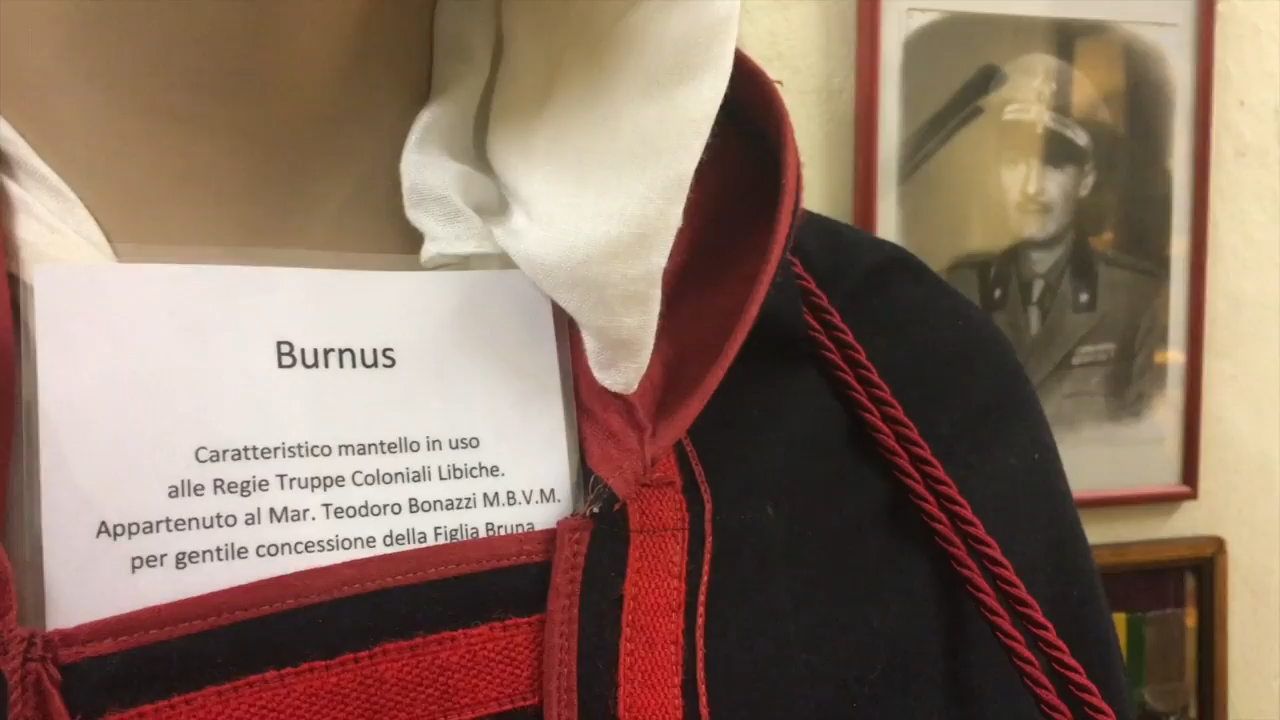 Burnus
Caratteristico mantello in uso
alle Regie Truppe Coloniali Libiche.
Appartenuto al Mar. Teodoro Bonazzi M.B.V.M.
per gentile concessione della Figlia Bruna